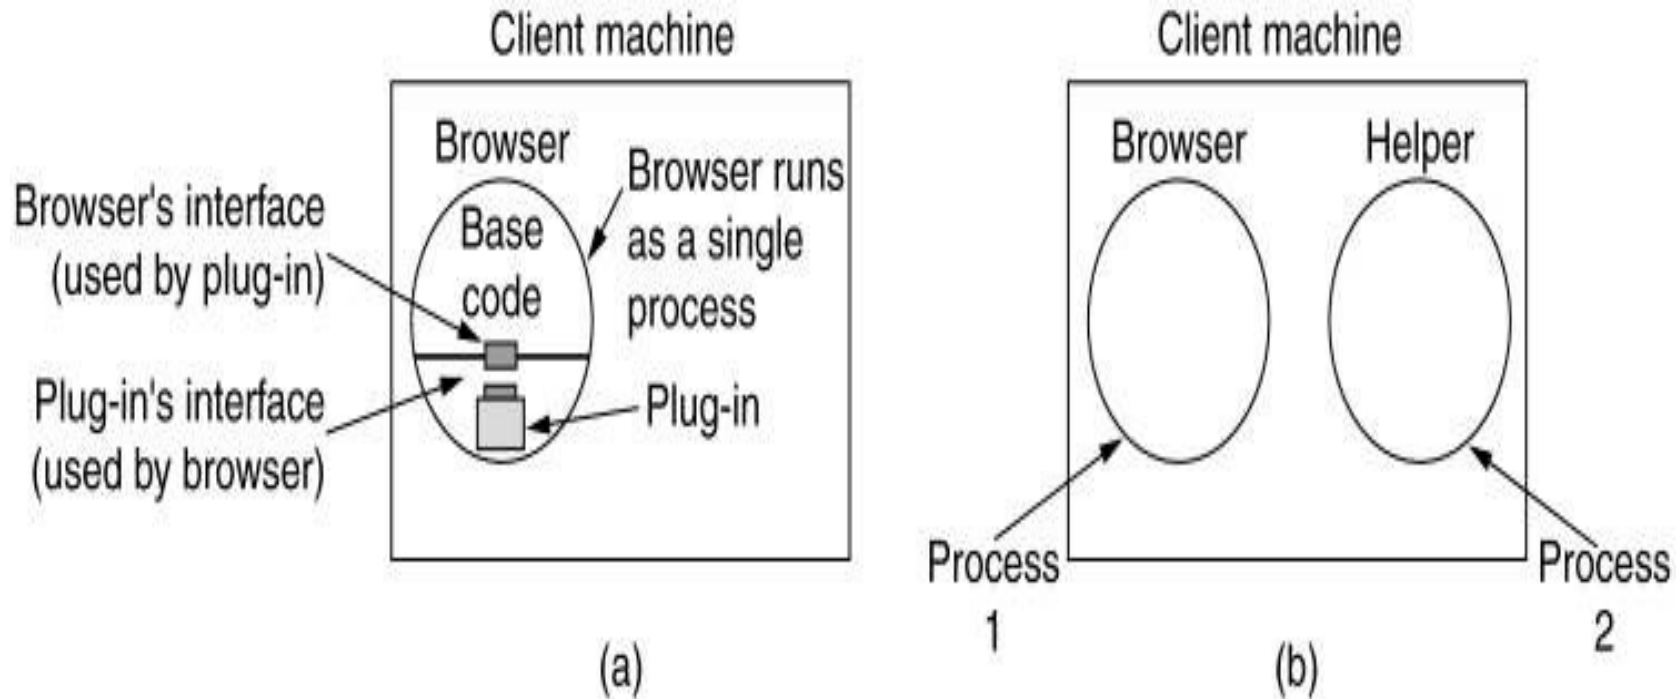 Client machine
Browser
Browser runs
as a single
process
Base
code
Browser's interface
(used by plug-in)
Plug-in's interface
(used by browser)
Plug-in
(a)
Client machine
Browser
Helper
Process
1
Process
2
(b)